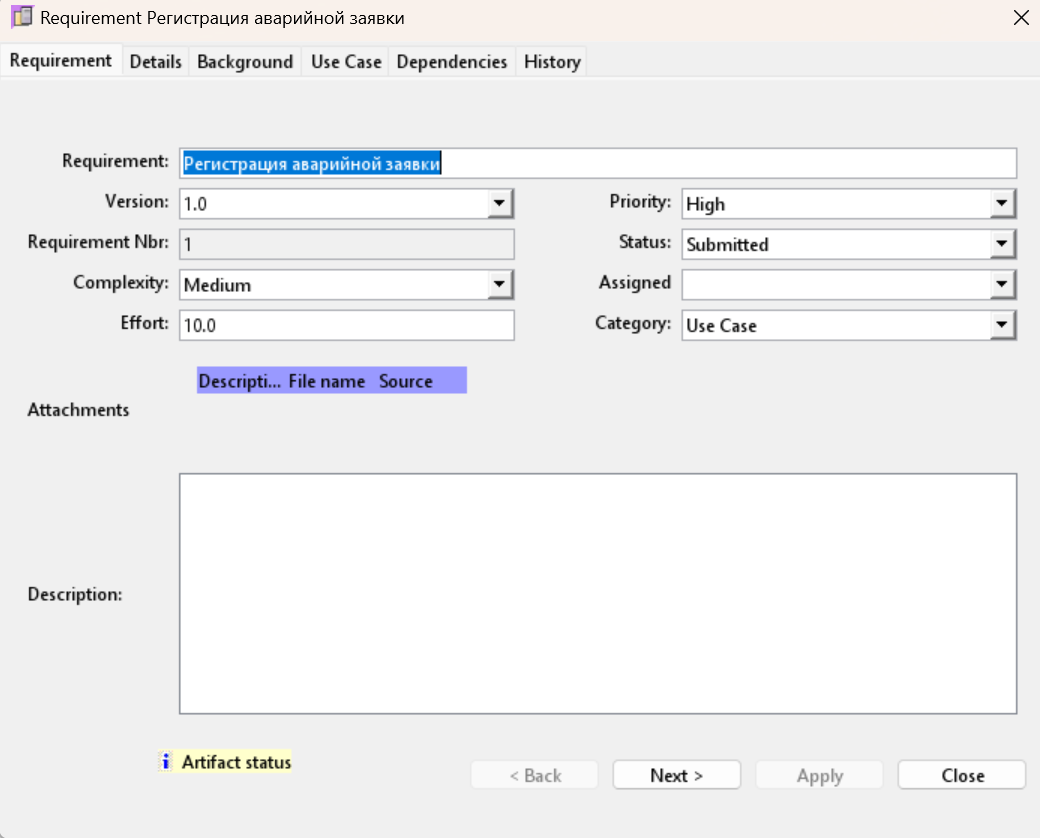 Requirement Регистрация аварийной заявки
Requirement Details Background Use Case Dependencies History
Requirement: Регистрация аварийной заявки
Version: 1.0 Priority: High
Requirement Nbr: 1 Status: Submitted
Complexity: Medium Assigned
Effort: 10.0 Category: Use Case
Descripti... File name Source
Attachments
Description:
i Artifact status
< Back Next > Apply Close